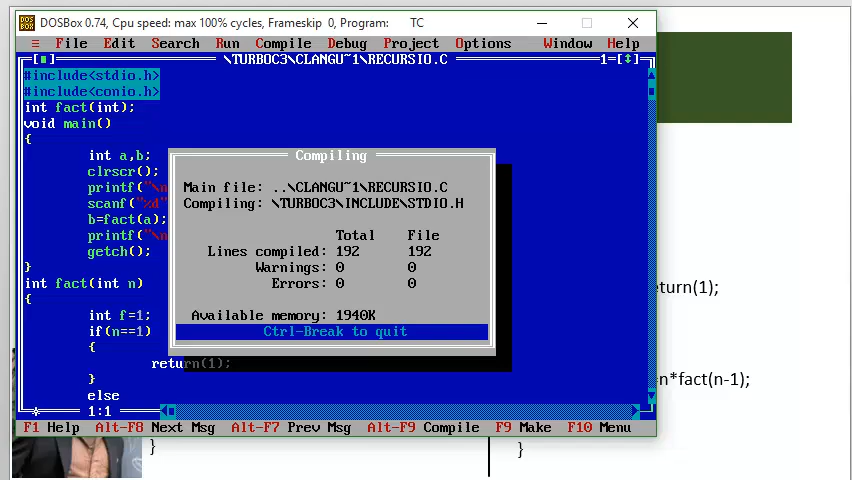 DOSBox 0.74, Cpu speed: max 100% cycles, Frameskip 0, Program: TC
≡ File Edit Search Run Compile Debug Project Options Window Help
\TURBOC3\CLANGU~1\RECURSIO.C 1=[↕]
#include<stdio.h>
#include<conio.h>
int fact(int);
void main()
{
int a,b;
clrscr();
printf("\n
scanf("%d"
b=fact(a);
printf("\n
getch();
}
int fact(int n)
{
int f=1;
if(n==1)
{
return(1);
}
else
1:1
Compiling
Main file: ..\CLANGU~1\RECURSIO.C
Compiling: \TURBOC3\INCLUDE\STDIO.H
Total File
Lines compiled: 192 192
Warnings: 0 0
Errors: 0 0
Available memory: 1940K
Ctrl-Break to quit
F1 Help Alt-F8 Next Msg Alt-F7 Prev Msg Alt-F9 Compile F9 Make F10 Menu
eturn(1);
n*fact(n-1);
}
}